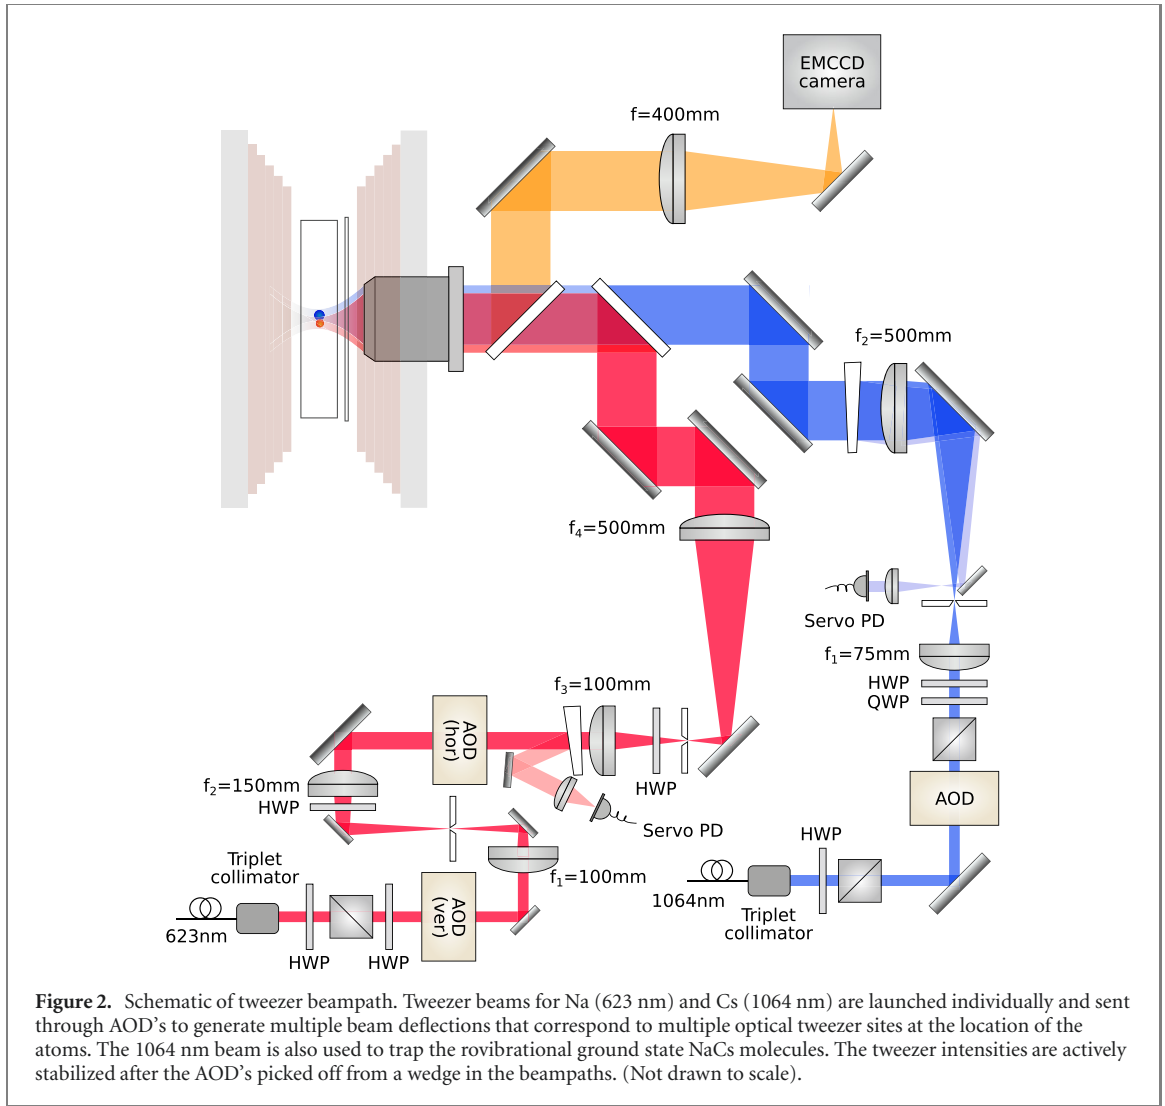 EMCCD
camera
f=400mm
f2=500mm
f4=500mm
Servo PD
f1=75mm
HWP
QWP
f3=100mm
AOD
(hor)
f2=150mm
HWP
HWP
Servo PD
AOD
HWP
Triplet
collimator
f1=100mm
AOD
(ver)
1064nm
Triplet
collimator
623nm
HWP
HWP
Figure 2. Schematic of tweezer beampath. Tweezer beams for Na (623 nm) and Cs (1064 nm) are launched individually and sent
through AOD's to generate multiple beam deflections that correspond to multiple optical tweezer sites at the location of the
atoms. The 1064 nm beam is also used to trap the rovibrational ground state NaCs molecules. The tweezer intensities are actively
stabilized after the AOD's picked off from a wedge in the beampaths. (Not drawn to scale).